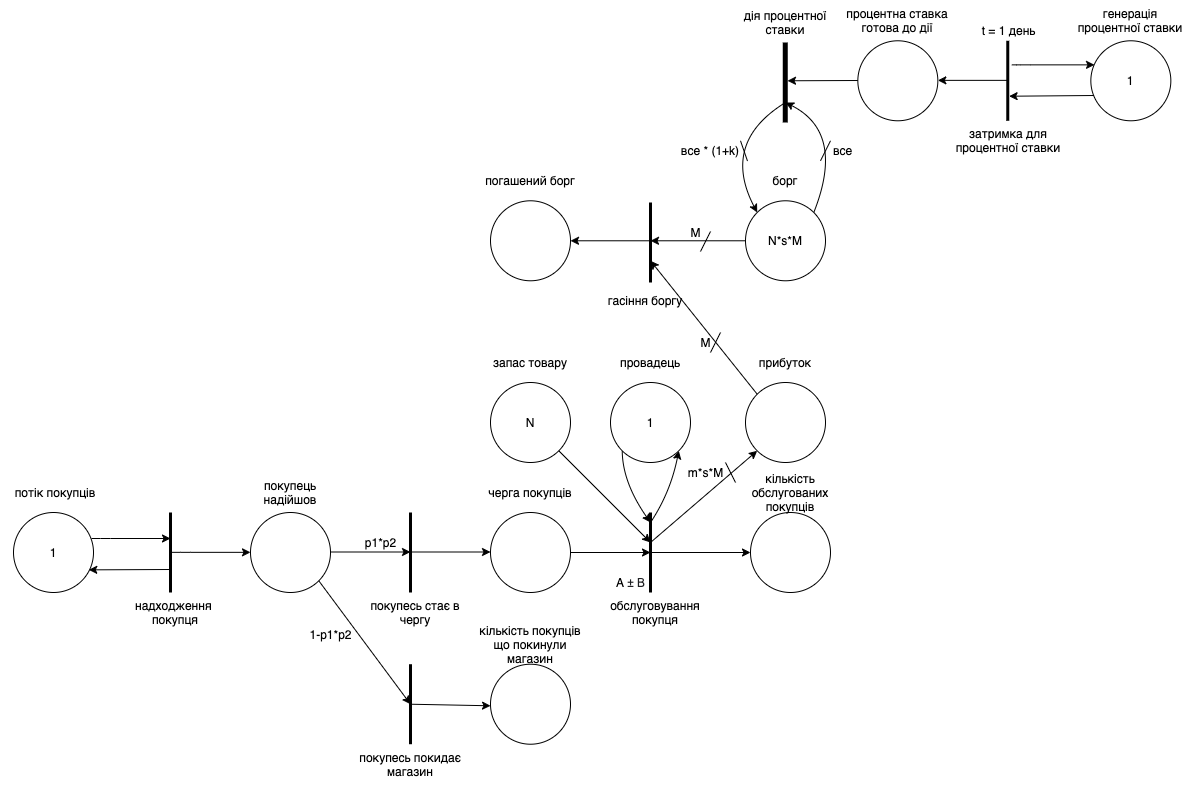 дія процентної
ставки
процентна ставка
готова до дії
t = 1 день
генерація
процентної ставки
1
затримка для
процентної ставки
все * (1+k)
все
погашений борг
борг
M
N*s*M
гасіння боргу
M
запас товару
провадець
прибуток
N
1
m*s*M
потік покупців
покупець
надійшов
черга покупців
кількість
обслугованих
покупців
1
p1*p2
A ± B
надходження
покупця
покупесь стає в
чергу
обслуговування
покупця
1-p1*p2
кількість покупців
що покинули
магазин
покупесь покидає
магазин